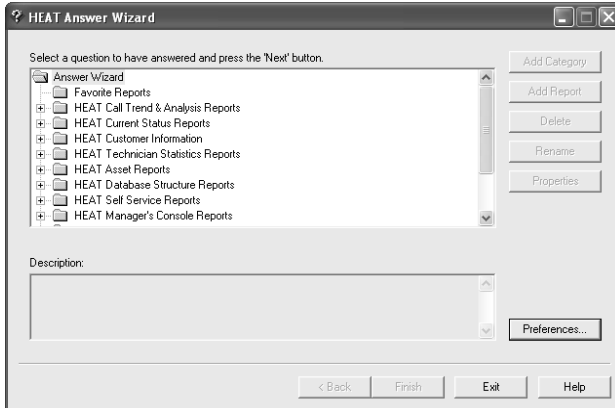 HEAT Answer Wizard
Select a question to have answered and press the 'Next' button.
Answer Wizard
Favorite Reports
HEAT Call Trend & Analysis Reports
HEAT Current Status Reports
HEAT Customer Information
HEAT Technician Statistics Reports
HEAT Asset Reports
HEAT Database Structure Reports
HEAT Self Service Reports
HEAT Manager's Console Reports
Add Category
Add Report
Delete
Rename
Properties
Description:
Preferences...
< Back
Finish
Exit
Help